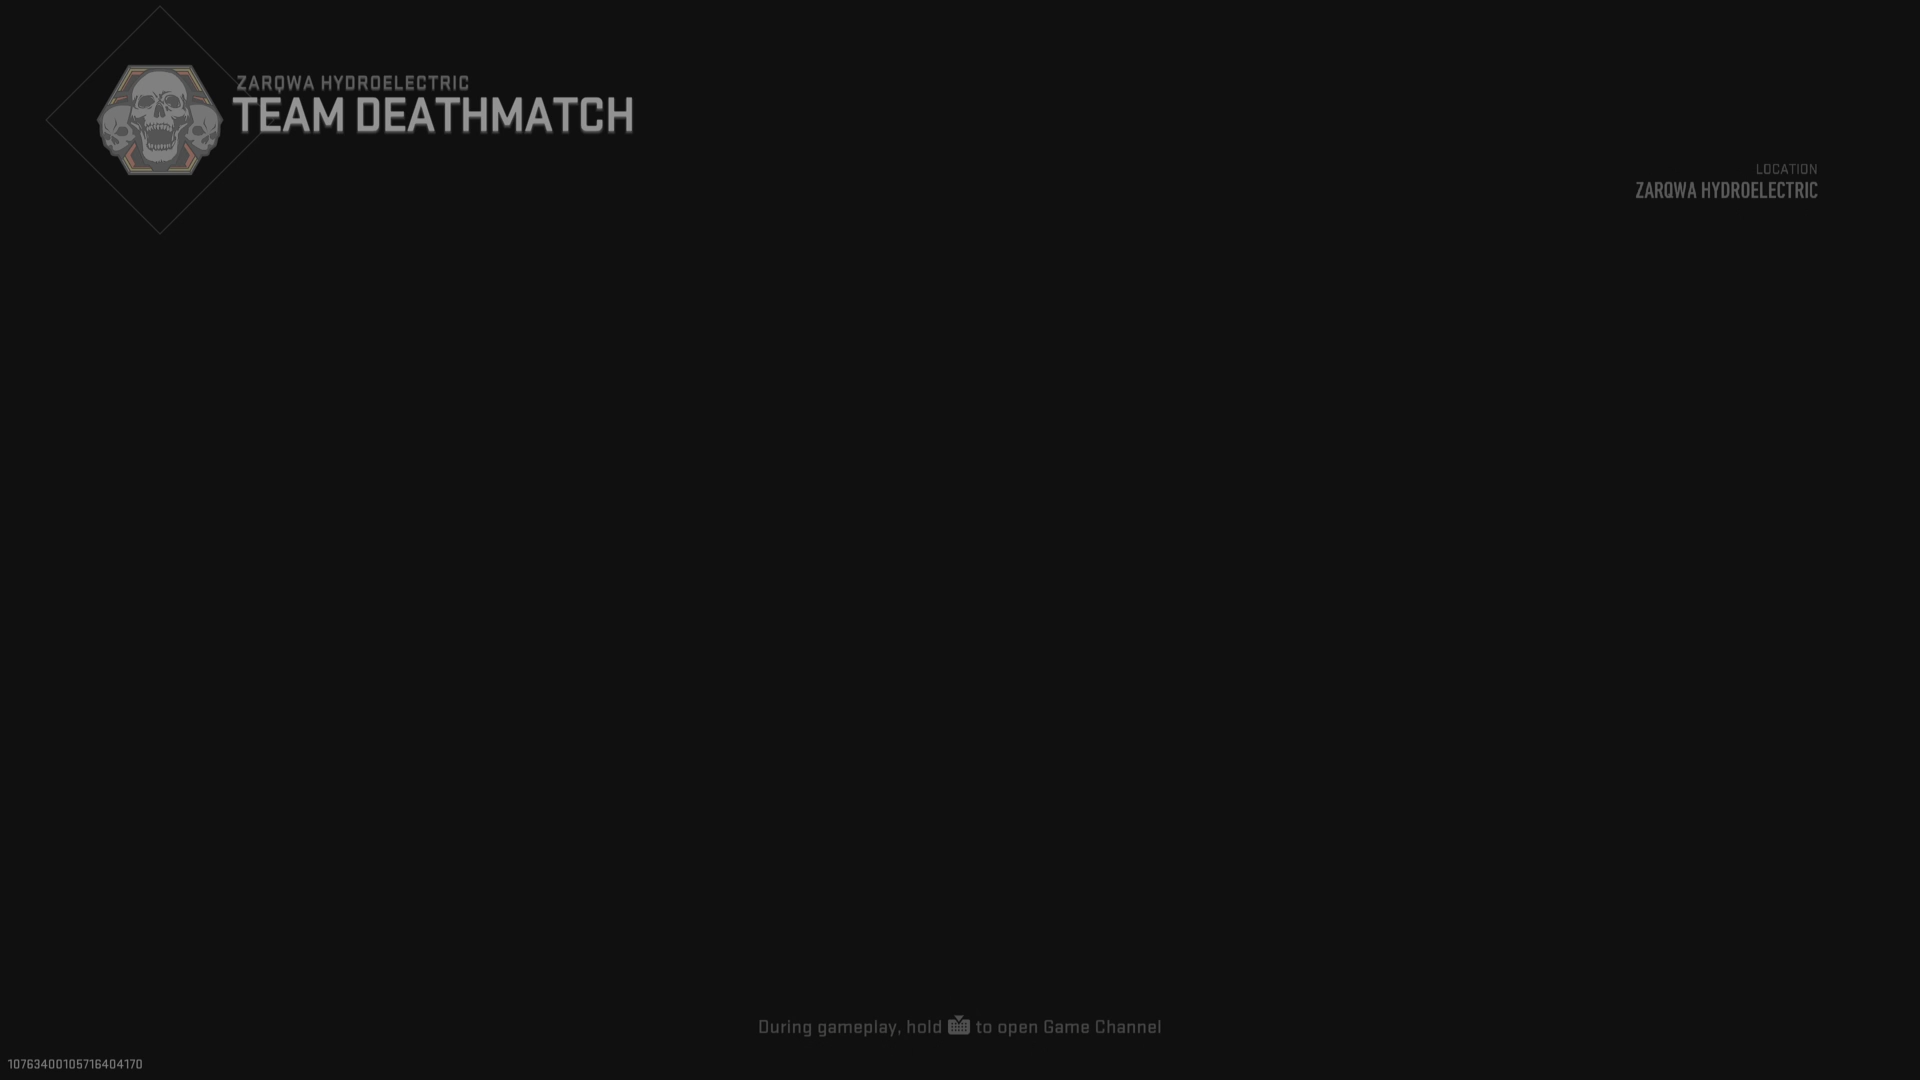 ZARQWA HYDROELECTRIC
TEAM DEATHMATCH
LOCATION
ZARQWA HYDROELECTRIC
During gameplay, hold to open Game Channel
10763400105716404170